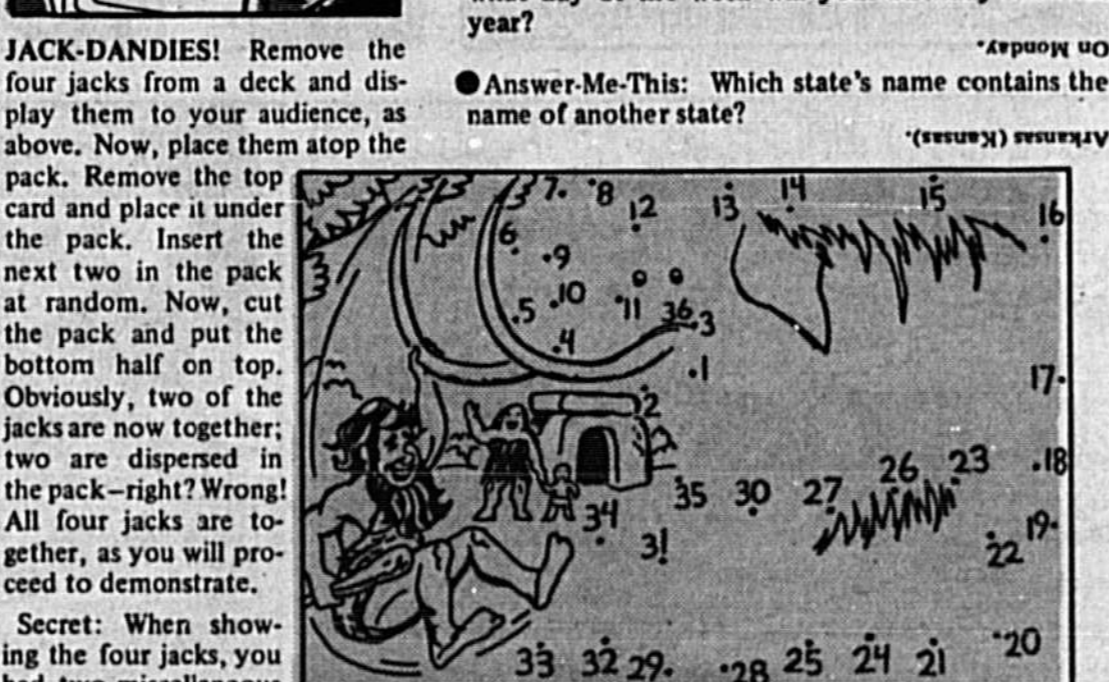 JACK-DANDIES! Remove the
four jacks from a deck and dis-
play them to your audience, as
above. Now, place them atop the
pack. Remove the top
card and place it under
the pack. Insert the
next two in the pack
at random. Now, cut
the pack and put the
bottom half on top.
Obviously, two of the
jacks are now together;
two are dispersed in
the pack—right? Wrong!
All four jacks are to-
gether, as you will pro-
ceed to demonstrate.
Secret: When show-
ing the four jacks, you
had two
year?
On Monday.
●Answer-Me-This: Which state's name contains the
name of another state?
Arkansas (Kansas).
7 8 12 13 14 15 16
6 9
5 10 11 36 3
4 1
2 17
35 30 27 26 23 18
34 31 22 19
33 32 29 28 25 24 21 20